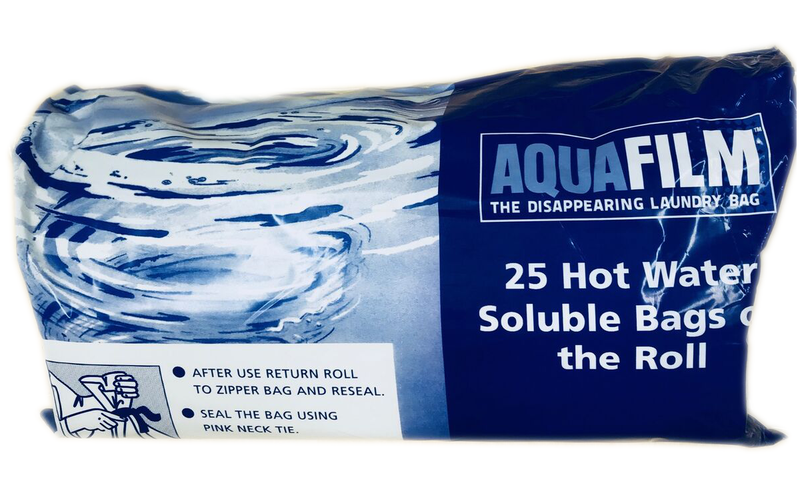 AQUAFILM™
THE DISAPPEARING LAUNDRY BAG
25 Hot Water
Soluble Bags
the Roll
● AFTER USE RETURN ROLL
TO ZIPPER BAG AND RESEAL.
● SEAL THE BAG USING
PINK NECK TIE.